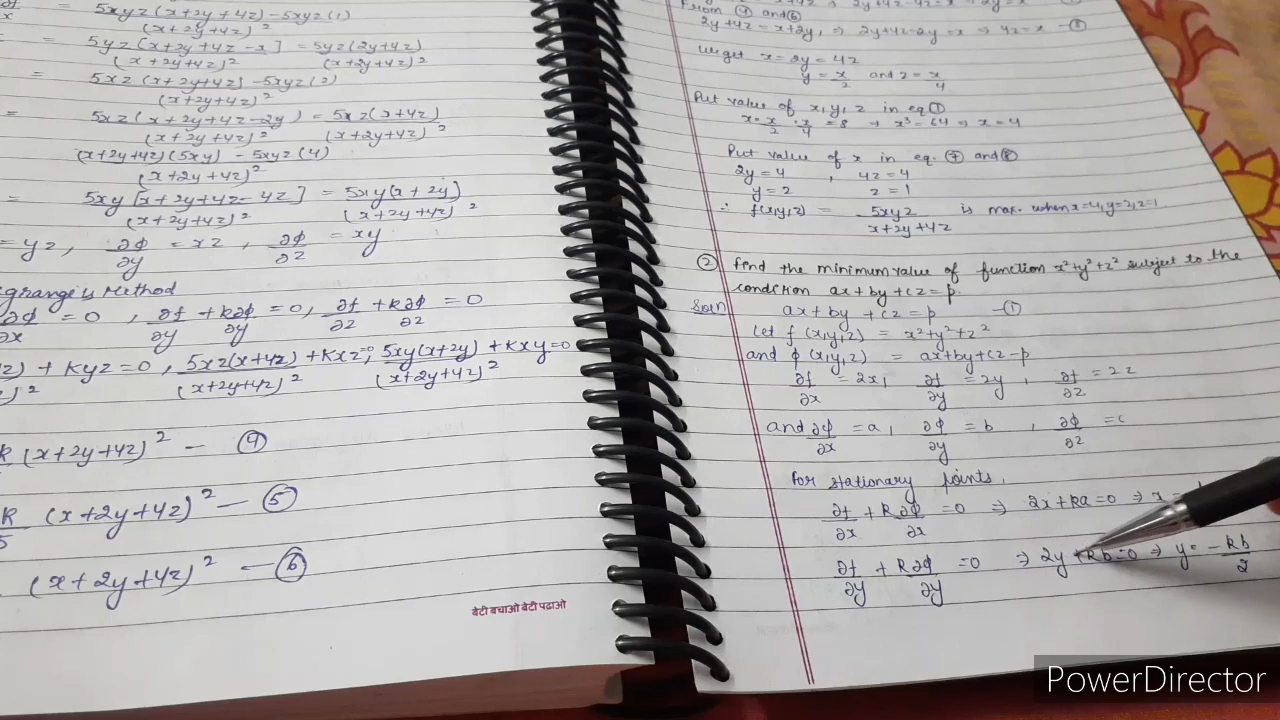 = 5xyz(x+2y+4z)-5xyz(1)
(x+2y+4z)²
= 5yz[x+2y+4z-x] = 5yz(2y+4z)
(x+2y+4z)² (x+2y+4z)²
= 5xz(x+2y+4z)-5xyz(2)
(x+2y+4z)²
= 5xz(x+2y+4z-2y) = 5xz(x+4z)
(x+2y+4z)² (x+2y+4z)²
(x+2y+4z)(5xy) - 5xyz(4)
(x+2y+4z)²
= 5xy[x+2y+4z-4z] = 5xy(x+2y)
(x+2y+4z)² (x+2y+4z)²
= yz, ∂φ/∂y = xz, ∂φ/∂z = xy
grange's Method
∂φ/∂x = 0, ∂f/∂y + k∂φ/∂y = 0, ∂f/∂z + k∂φ/∂z = 0
z) + kyz=0, 5xz(x+4z)/(x+2y+4z)² + kxz=0, 5xy(x+2y)/(x+2y+4z)² + kxy=0
k(x+2y+4z)² - ④
k/5 (x+2y+4z)² - ⑤
(x+2y+4z)² - ⑥
बेटी बचाओ बेटी पढ़ाओ
From ④ and ⑥
2y+4z=x+2y, ⇒ 2y+4z-2y=x ⇒ 4z=x - ⑧
we get x=2y=4z
y = x/2 and z = x/4
Put value of x,y,z in eq ①
x · x/2 · x/4 = 8 → x³=64 ⇒ x=4
Put value of x in eq. ⑦ and ⑧
2y=4, 4z=4
y=2 z=1
∴ f(x,y,z) = 5xyz/(x+2y+4z) is max. when x=4,y=2,z=1.
② find the minimum value of function x²+y²+z² subject to the
condition ax+by+cz=p.
Soln ax+by+cz=p - ①
Let f(x,y,z) = x²+y²+z²
and φ(x,y,z) = ax+by+cz-p
∂f/∂x = 2x, ∂f/∂y = 2y, ∂f/∂z = 2z
and ∂φ/∂x = a, ∂φ/∂y = b, ∂φ/∂z = c
For stationary points,
∂f/∂x + k∂φ/∂x = 0 ⇒ 2x+ka=0 ⇒ x=
∂f/∂y + k∂φ/∂y = 0 ⇒ 2y+kb=0 ⇒ y= -kb/2
PowerDirector